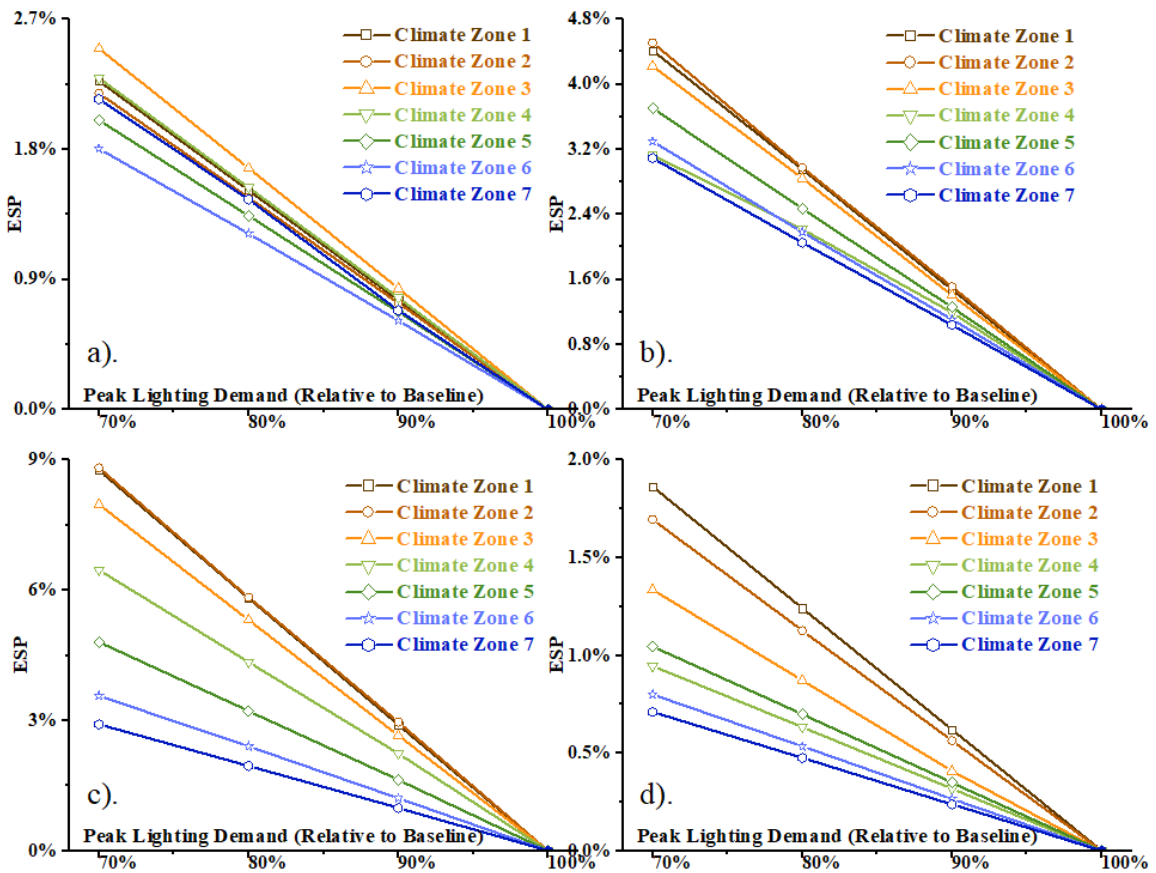 2.7%
1.8%
0.9%
0.0%
ESP
Climate Zone 1
Climate Zone 2
Climate Zone 3
Climate Zone 4
Climate Zone 5
Climate Zone 6
Climate Zone 7
a).
Peak Lighting Demand (Relative to Baseline)
70%
80%
90%
100%
4.8%
4.0%
3.2%
2.4%
1.6%
0.8%
0.0%
ESP
Climate Zone 1
Climate Zone 2
Climate Zone 3
Climate Zone 4
Climate Zone 5
Climate Zone 6
Climate Zone 7
b).
Peak Lighting Demand (Relative to Baseline)
70%
80%
90%
100%
9%
6%
3%
0%
ESP
Climate Zone 1
Climate Zone 2
Climate Zone 3
Climate Zone 4
Climate Zone 5
Climate Zone 6
Climate Zone 7
c).
Peak Lighting Demand (Relative to Baseline)
70%
80%
90%
100%
2.0%
1.5%
1.0%
0.5%
0.0%
ESP
Climate Zone 1
Climate Zone 2
Climate Zone 3
Climate Zone 4
Climate Zone 5
Climate Zone 6
Climate Zone 7
d).
Peak Lighting Demand (Relative to Baseline)
70%
80%
90%
100%